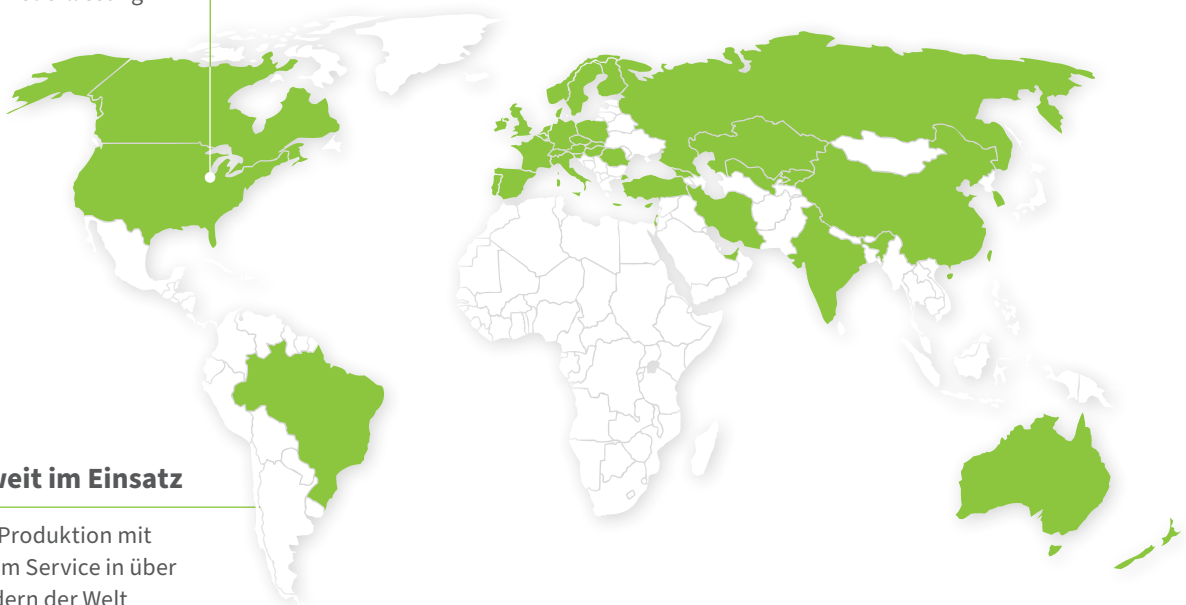 weit im Einsatz
Produktion mit
m Service in über
dern der Welt